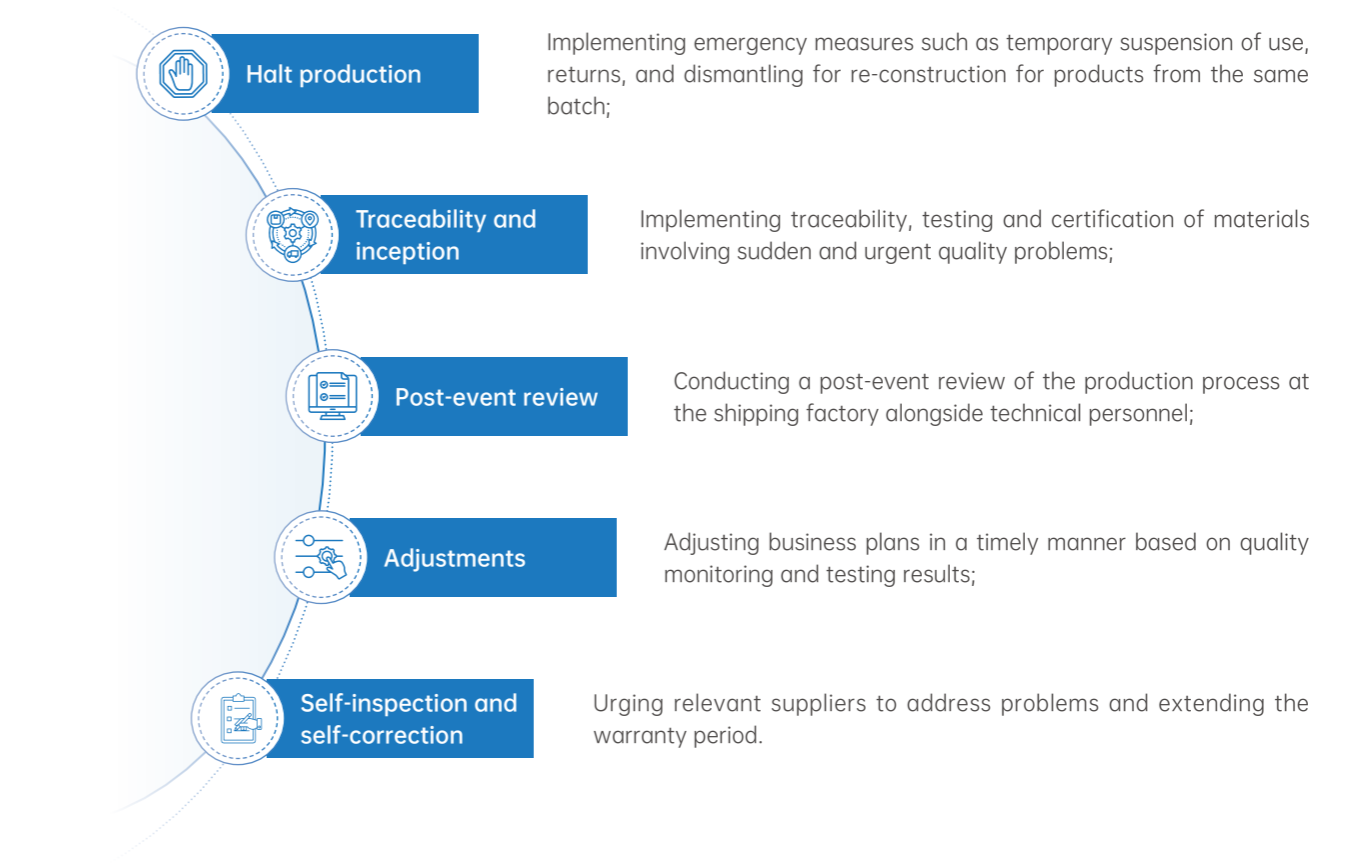 Halt production
Implementing emergency measures such as temporary suspension of use,
returns, and dismantling for re-construction for products from the same
batch;
Traceability and
inception
Implementing traceability, testing and certification of materials
involving sudden and urgent quality problems;
Post-event review
Conducting a post-event review of the production process at
the shipping factory alongside technical personnel;
Adjustments
Adjusting business plans in a timely manner based on quality
monitoring and testing results;
Self-inspection and
self-correction
Urging relevant suppliers to address problems and extending the
warranty period.